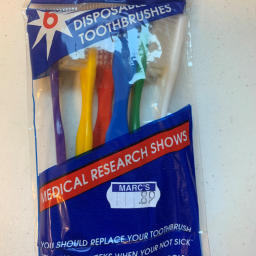 6
DISPOSABLE
TOOTHBRUSHES
MEDICAL RESEARCH SHOWS
MARC'S
89
YOU SHOULD REPLACE YOUR TOOTHBRUSH
WHEN YOUR NOT SICK